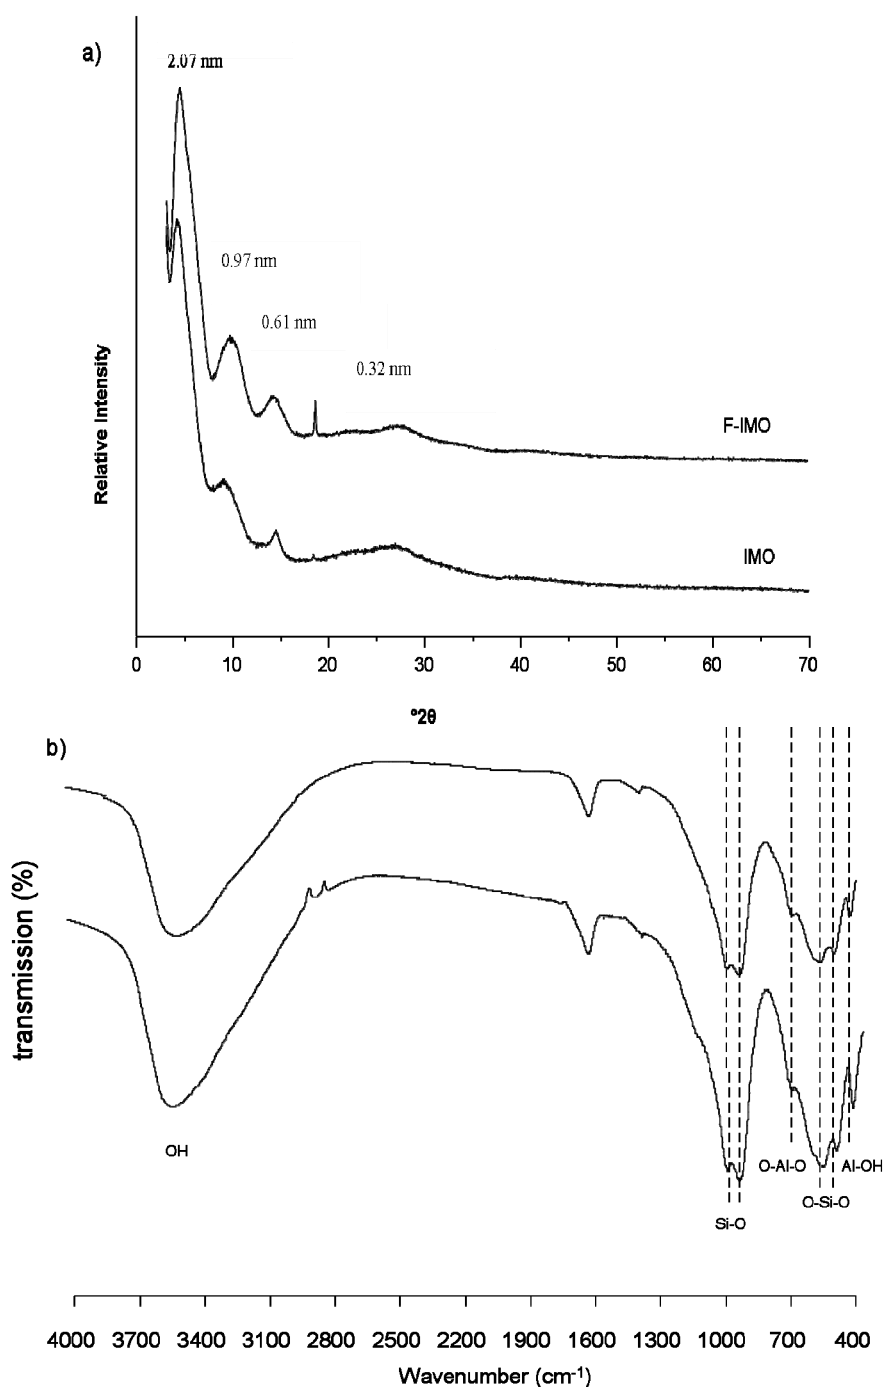 a)
2.07 nm
0.97 nm
0.61 nm
0.32 nm
Relative Intensity
F-IMO
IMO
0 10 20 30 40 50 60 70
°2θ
b)
transmission (%)
OH
O-Al-O
Al-OH
O-Si-O
Si-O
4000 3700 3400 3100 2800 2500 2200 1900 1600 1300 1000 700 400
Wavenumber (cm⁻¹)